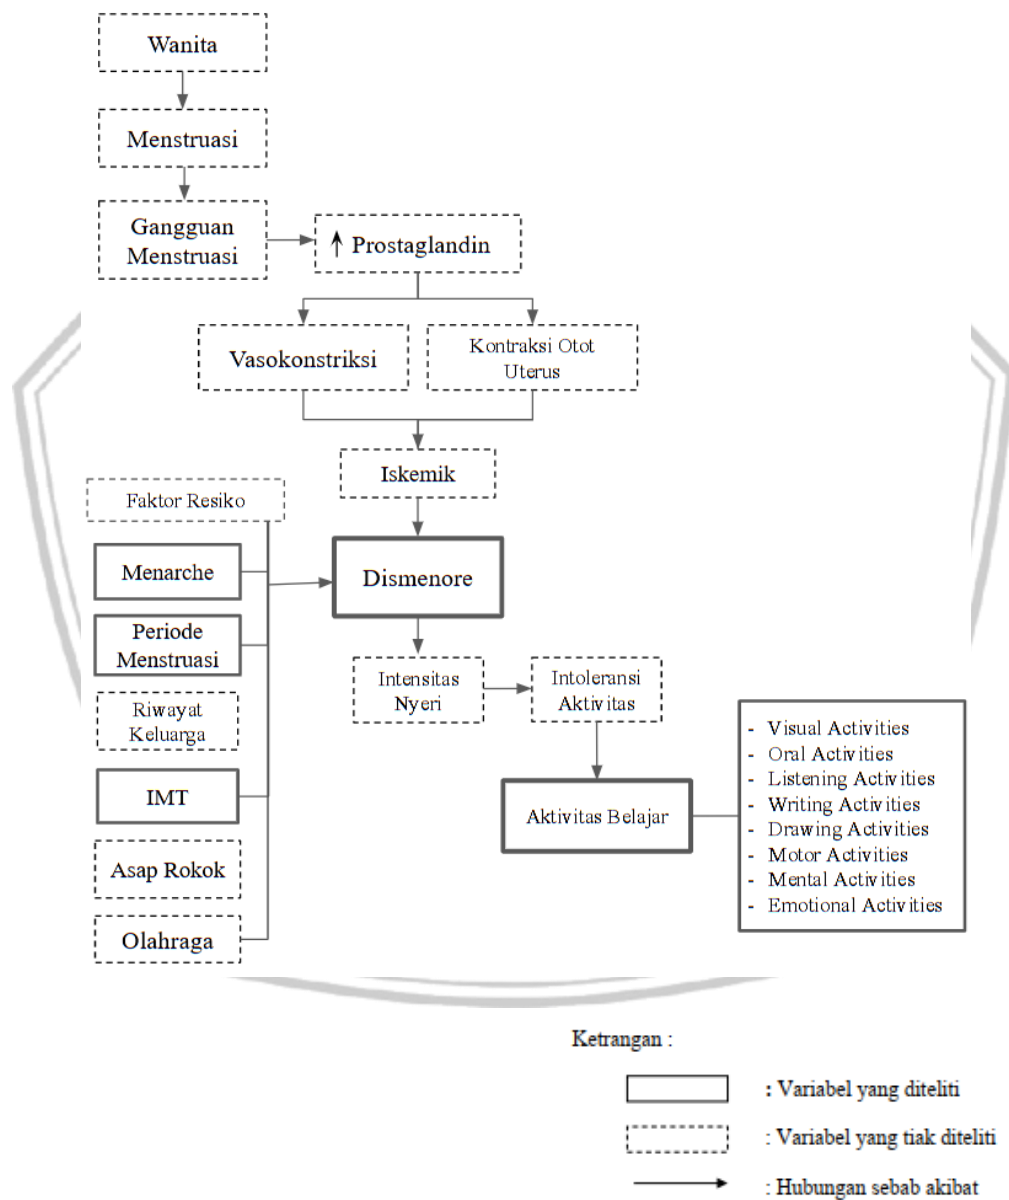 Wanita
Menstruasi
Gangguan
Menstruasi
↑ Prostaglandin
Vasokonstriksi
Kontraksi Otot
Uterus
Iskemik
Faktor Resiko
Menarche
Periode
Menstruasi
Riwayat
Keluarga
IMT
Asap Rokok
Olahraga
Dismenore
Intensitas
Nyeri
Intoleransi
Aktivitas
Aktivitas Belajar
- Visual Activities
- Oral Activities
- Listening Activities
- Writing Activities
- Drawing Activities
- Motor Activities
- Mental Activities
- Emotional Activities
Ketrangan :
: Variabel yang diteliti
: Variabel yang tiak diteliti
: Hubungan sebab akibat